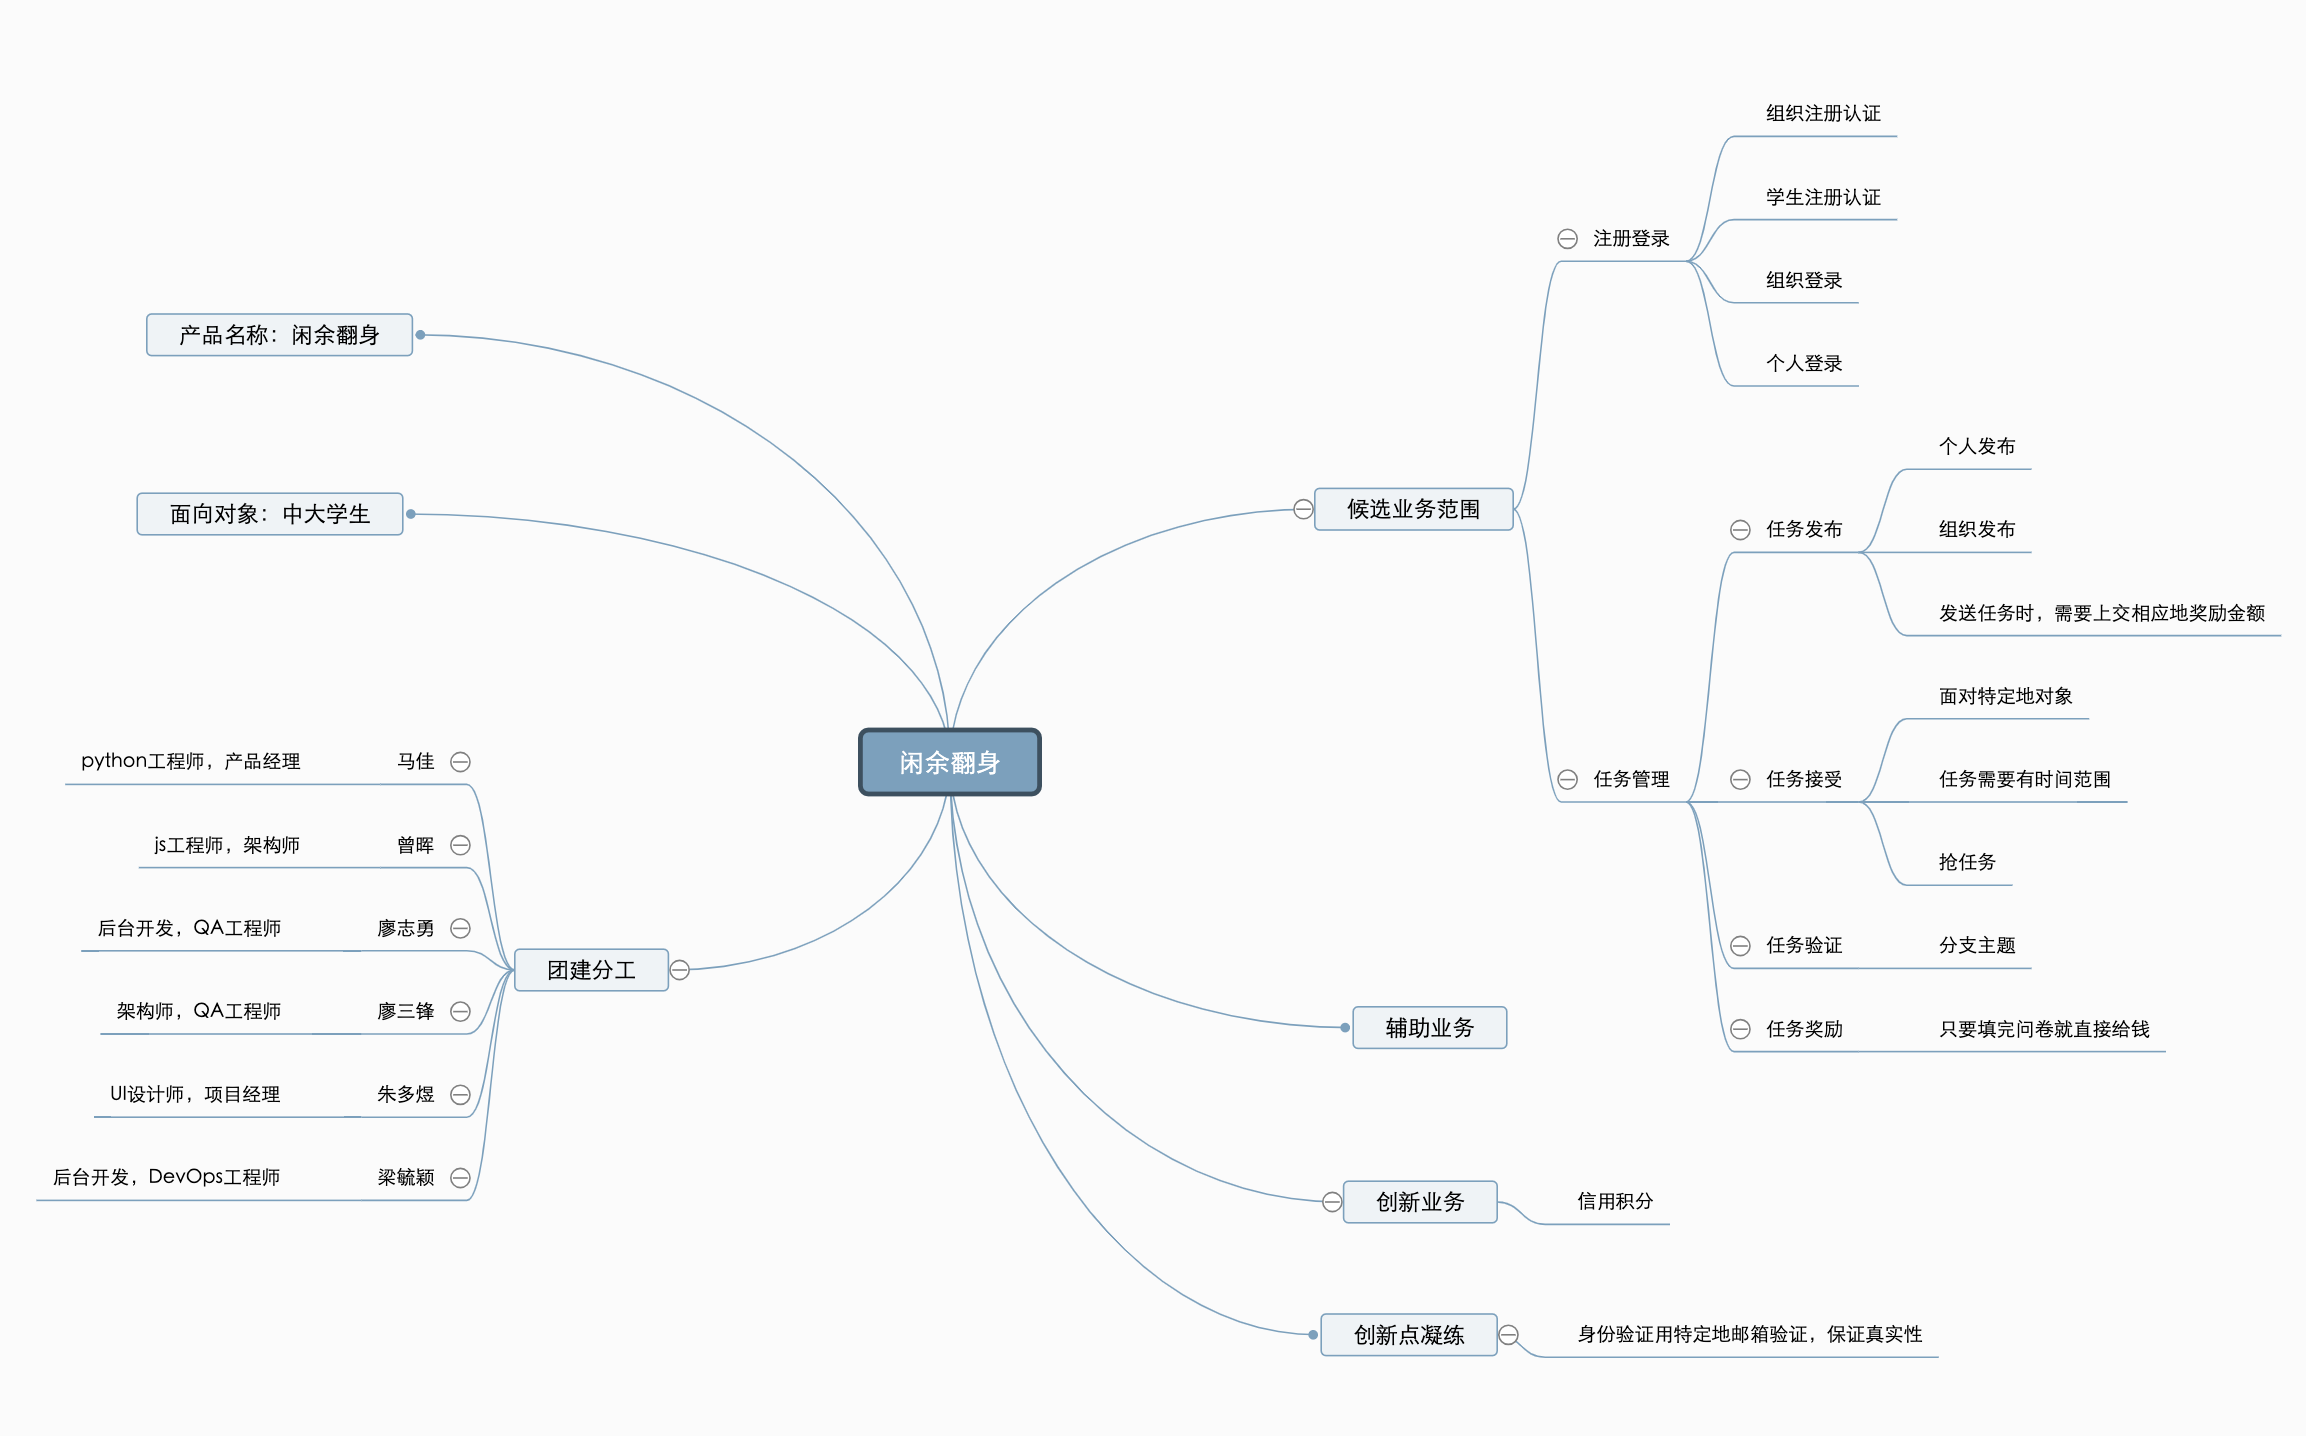 闲余翻身
产品名称：闲余翻身
面向对象：中大学生
团建分工
马佳
python工程师，产品经理
曾晖
js工程师，架构师
廖志勇
后台开发，QA工程师
廖三锋
架构师，QA工程师
朱多煜
UI设计师，项目经理
梁毓颖
后台开发，DevOps工程师
候选业务范围
注册登录
组织注册认证
学生注册认证
组织登录
个人登录
任务管理
任务发布
个人发布
组织发布
发送任务时，需要上交相应地奖励金额
任务接受
面对特定地对象
任务需要有时间范围
抢任务
任务验证
分支主题
任务奖励
只要填完问卷就直接给钱
辅助业务
创新业务
信用积分
创新点凝练
身份验证用特定地邮箱验证，保证真实性